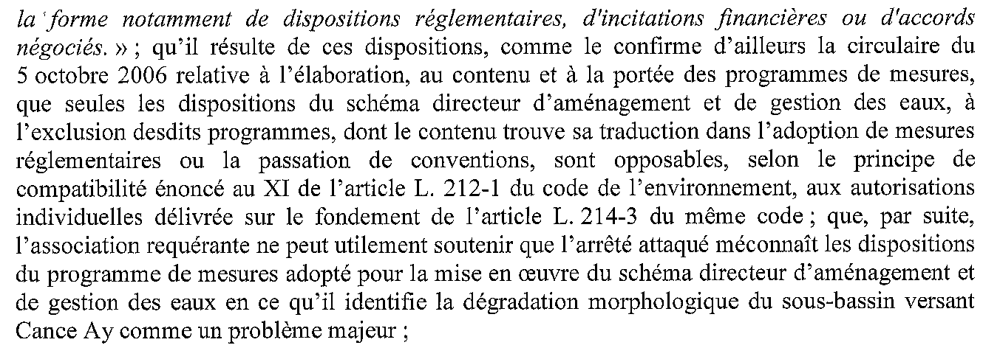 la forme notamment de dispositions réglementaires, d'incitations financières ou d'accords
négociés. » ; qu’il résulte de ces dispositions, comme le confirme d’ailleurs la circulaire du
5 octobre 2006 relative à l’élaboration, au contenu et à la portée des programmes de mesures,
que seules les dispositions du schéma directeur d’aménagement et de gestion des eaux, à
l’exclusion desdits programmes, dont le contenu trouve sa traduction dans l’adoption de mesures
réglementaires ou la passation de conventions, sont opposables, selon le principe de
compatibilité énoncé au XI de l’article L. 212-1 du code de l’environnement, aux autorisations
individuelles délivrée sur le fondement de l’article L. 214-3 du même code ; que, par suite,
l’association requérante ne peut utilement soutenir que l’arrêté attaqué méconnaît les dispositions
du programme de mesures adopté pour la mise en œuvre du schéma directeur d’aménagement et
de gestion des eaux en ce qu’il identifie la dégradation morphologique du sous-bassin versant
Cance Ay comme un problème majeur ;